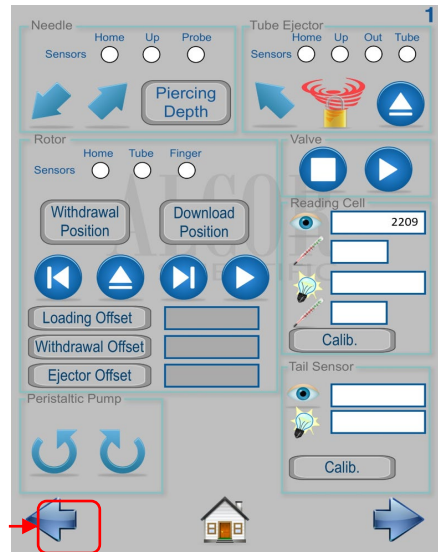 1
Needle
Home Up Probe
Sensors
Piercing
Depth
Tube Ejector
Home Up Out Tube
Sensors
Rotor
Home Tube Finger
Sensors
Withdrawal
Position
Download
Position
Loading Offset
Withdrawal Offset
Ejector Offset
Valve
Reading Cell
2209
Calib.
Tail Sensor
Calib.
Peristaltic Pump